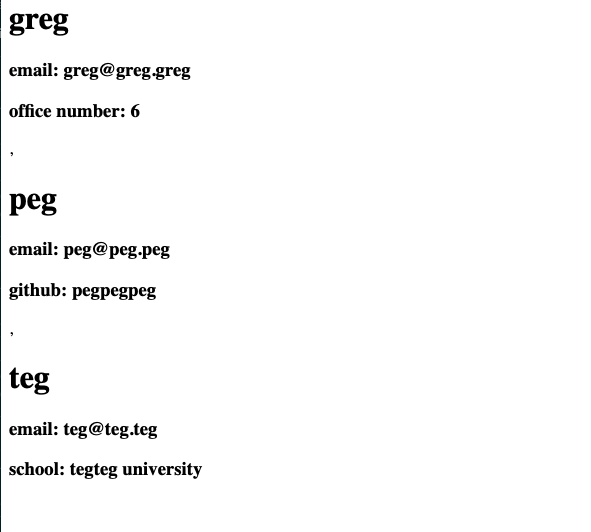 greg
email: greg@greg.greg
office number: 6
,
peg
email: peg@peg.peg
github: pegpegpeg
,
teg
email: teg@teg.teg
school: tegteg university